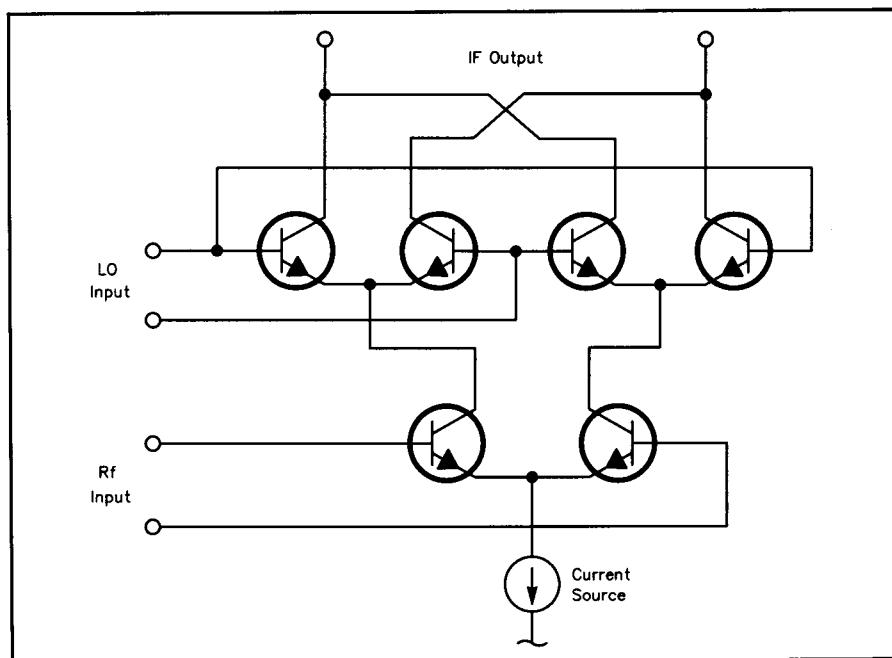 IF Output
LO
Input
Rf
Input
Current
Source